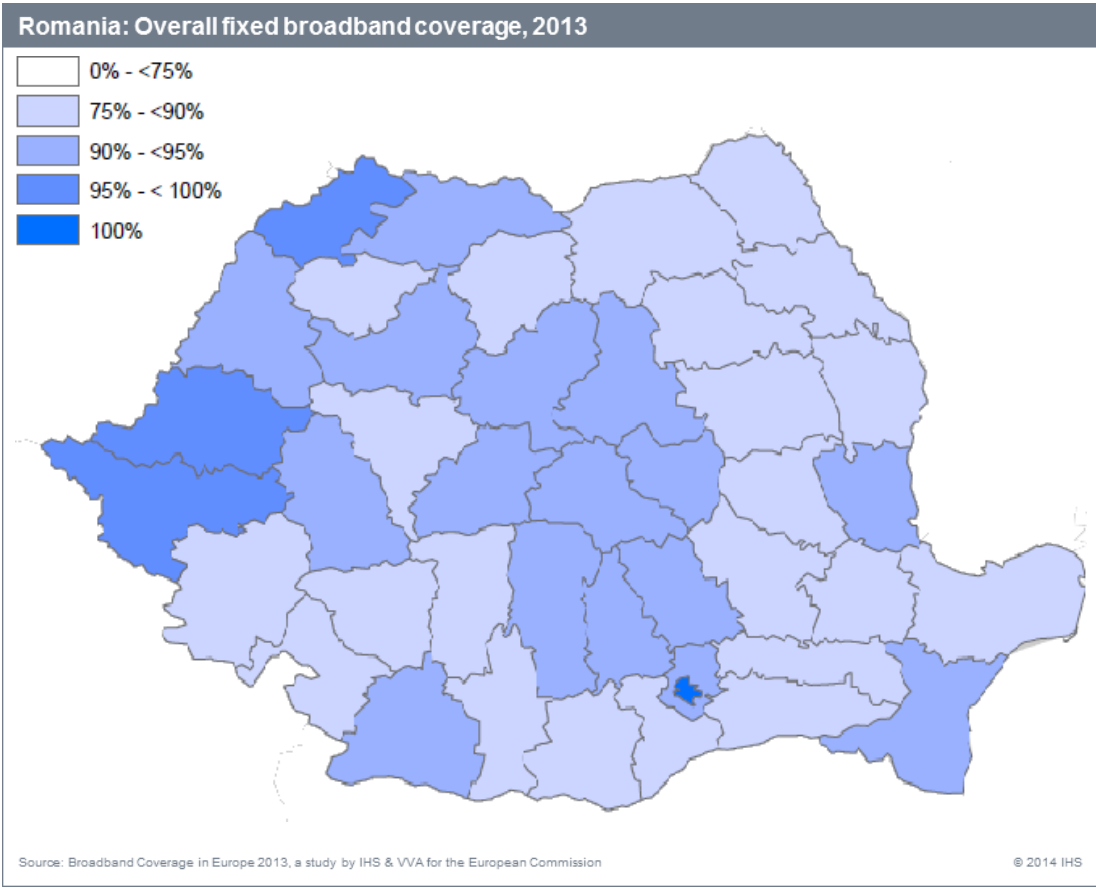 Romania: Overall fixed broadband coverage, 2013
0% - <75%
75% - <90%
90% - <95%
95% - < 100%
100%
Source: Broadband Coverage in Europe 2013, a study by IHS & VVA for the European Commission
© 2014 IHS